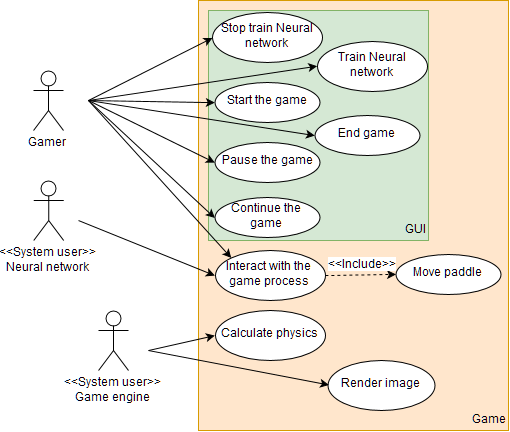 Stop train Neural
network
Train Neural
network
Start the game
End game
Gamer
Pause the game
Continue the
game
GUI
<<System user>>
Neural network
Interact with the
game process
<<Include>>
Move paddle
Calculate physics
<<System user>>
Game engine
Render image
Game